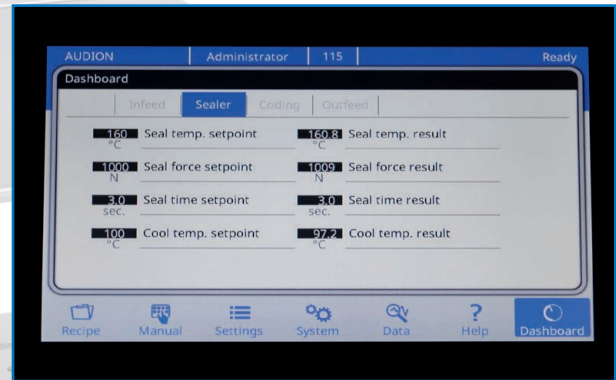 AUDION Administrator 115 Ready
Dashboard
Infeed Sealer Coding Outfeed
160 °C Seal temp. setpoint 160.8 °C Seal temp. result
1000 N Seal force setpoint 1009 N Seal force result
3.0 sec. Seal time setpoint 3.0 sec. Seal time result
100 °C Cool temp. setpoint 97.2 °C Cool temp. result
Recipe Manual Settings System Data Help Dashboard